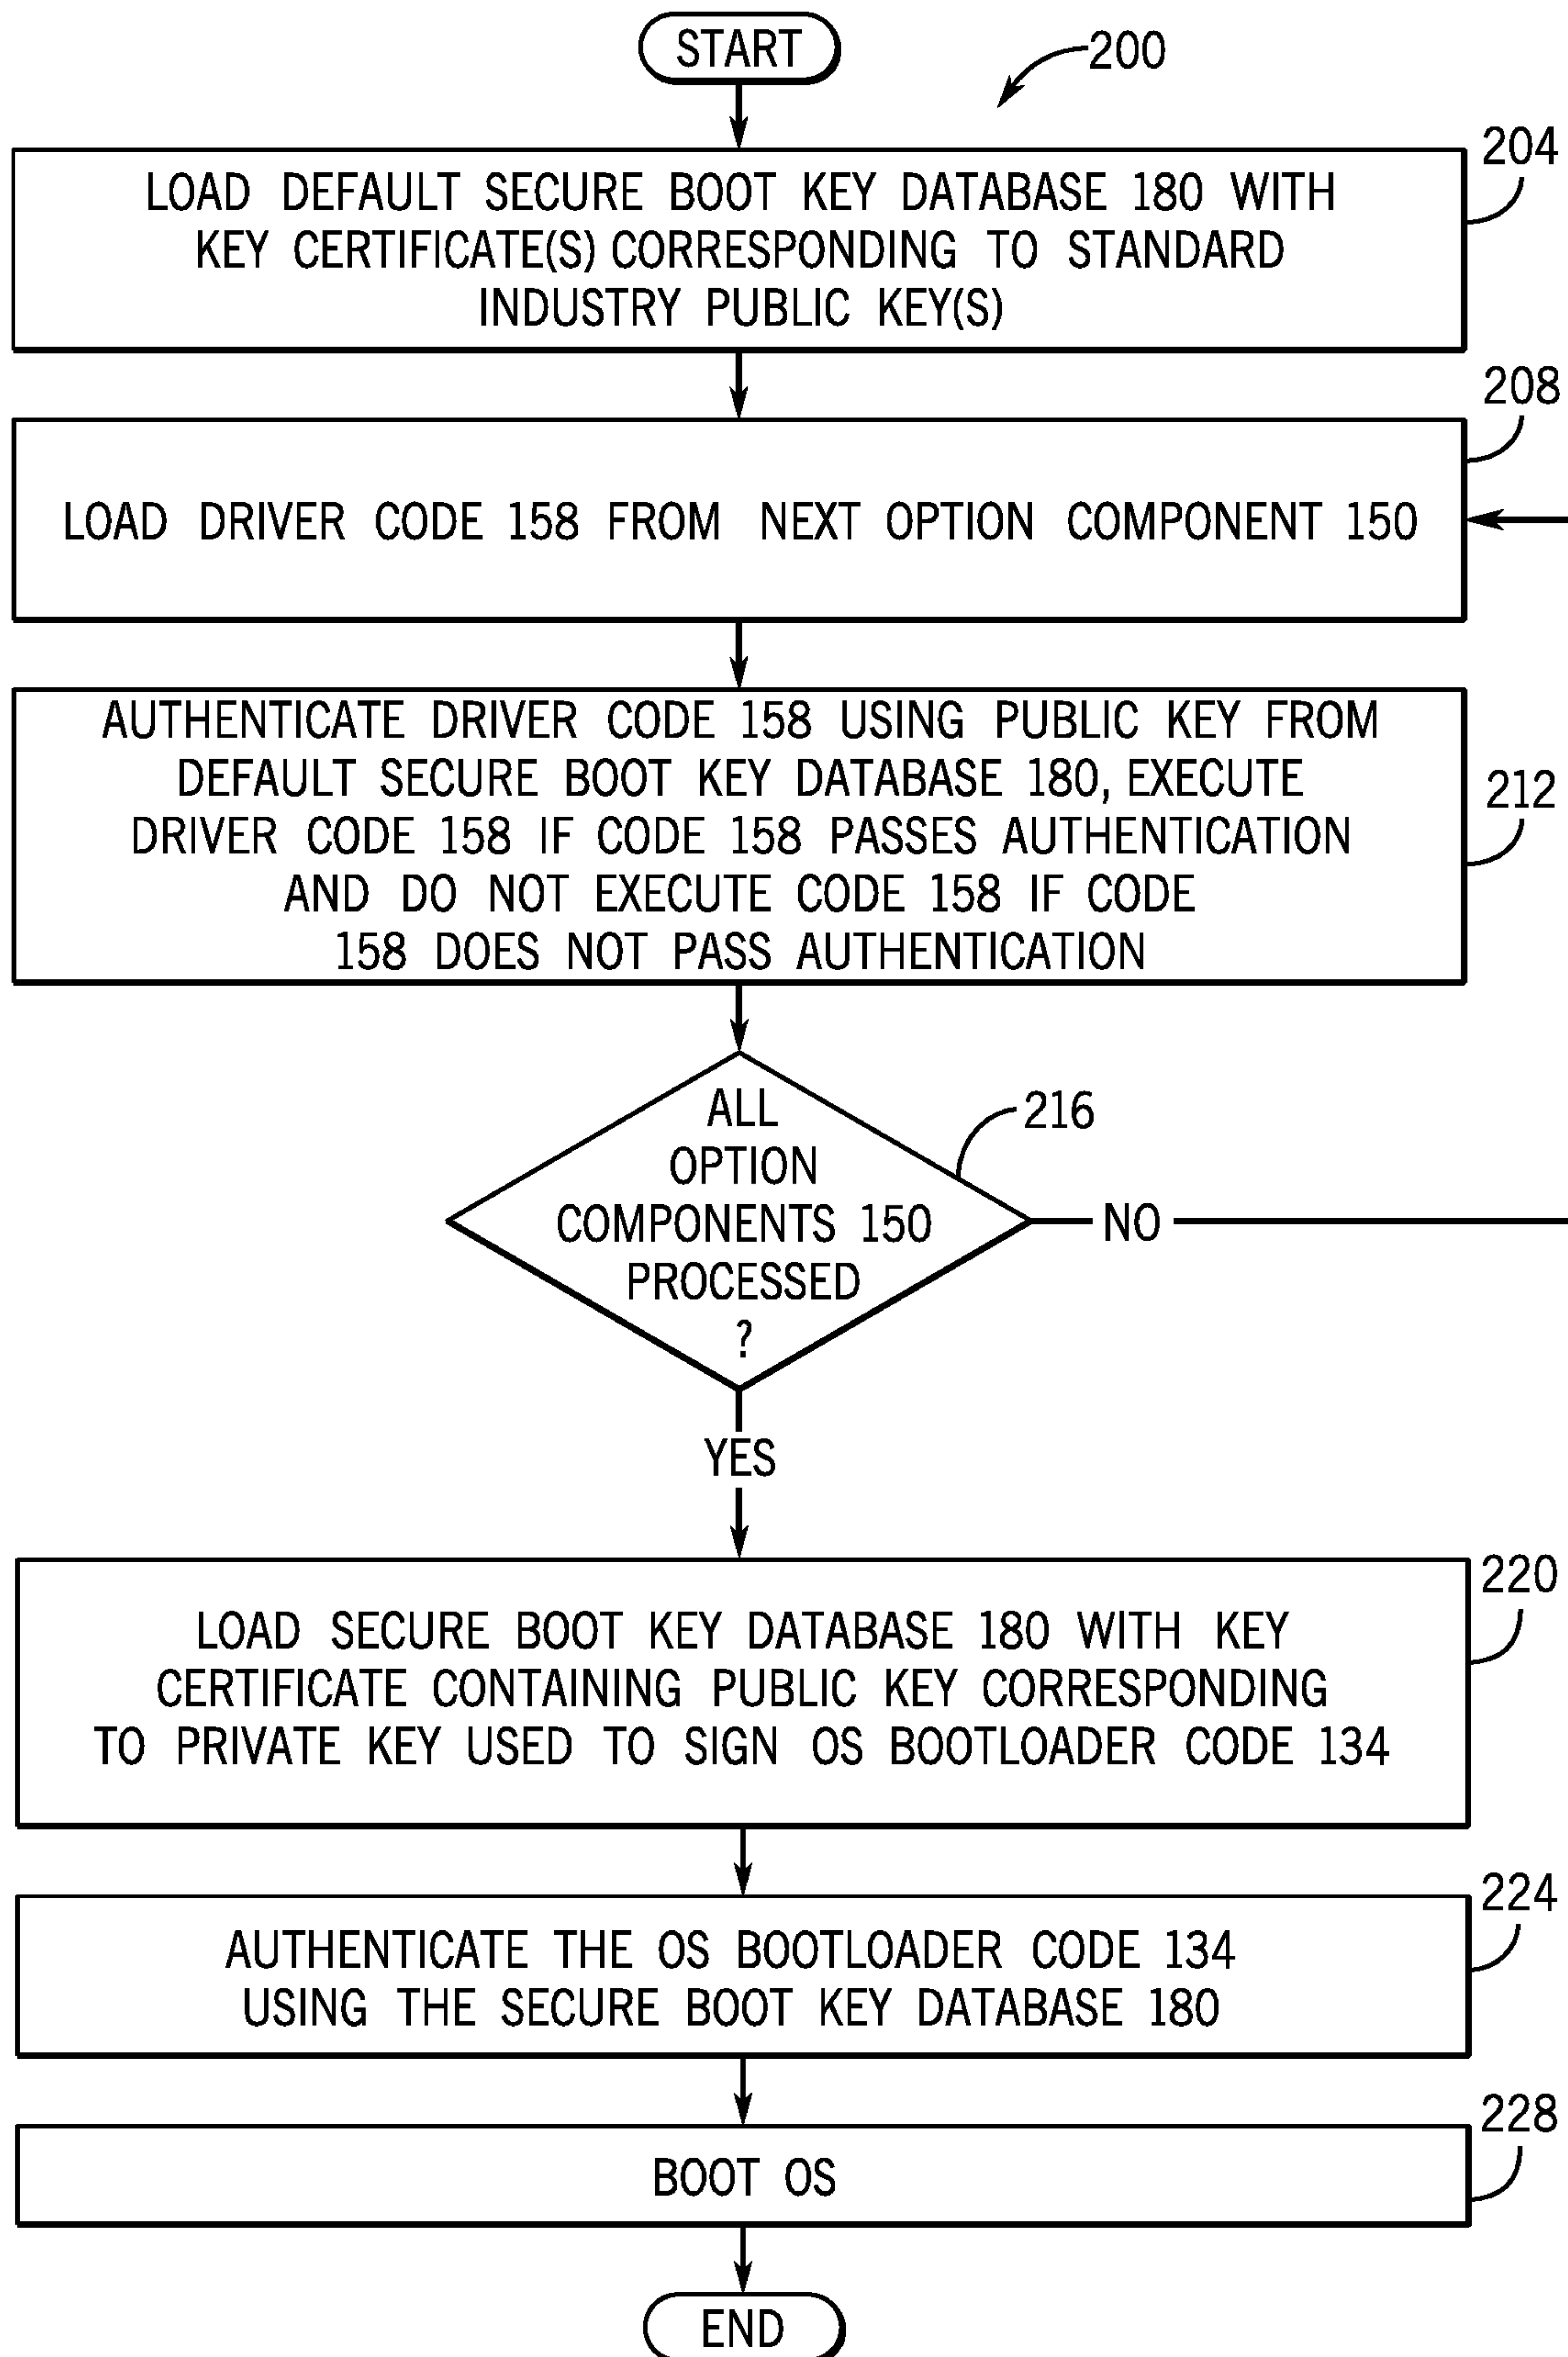 START
200
204
LOAD DEFAULT SECURE BOOT KEY DATABASE 180 WITH
KEY CERTIFICATE(S) CORRESPONDING TO STANDARD
INDUSTRY PUBLIC KEY(S)
208
LOAD DRIVER CODE 158 FROM NEXT OPTION COMPONENT 150
AUTHENTICATE DRIVER CODE 158 USING PUBLIC KEY FROM
DEFAULT SECURE BOOT KEY DATABASE 180, EXECUTE
DRIVER CODE 158 IF CODE 158 PASSES AUTHENTICATION
AND DO NOT EXECUTE CODE 158 IF CODE
158 DOES NOT PASS AUTHENTICATION
212
ALL
OPTION
COMPONENTS 150
PROCESSED
?
216
NO
YES
220
LOAD SECURE BOOT KEY DATABASE 180 WITH KEY
CERTIFICATE CONTAINING PUBLIC KEY CORRESPONDING
TO PRIVATE KEY USED TO SIGN OS BOOTLOADER CODE 134
224
AUTHENTICATE THE OS BOOTLOADER CODE 134
USING THE SECURE BOOT KEY DATABASE 180
228
BOOT OS
END